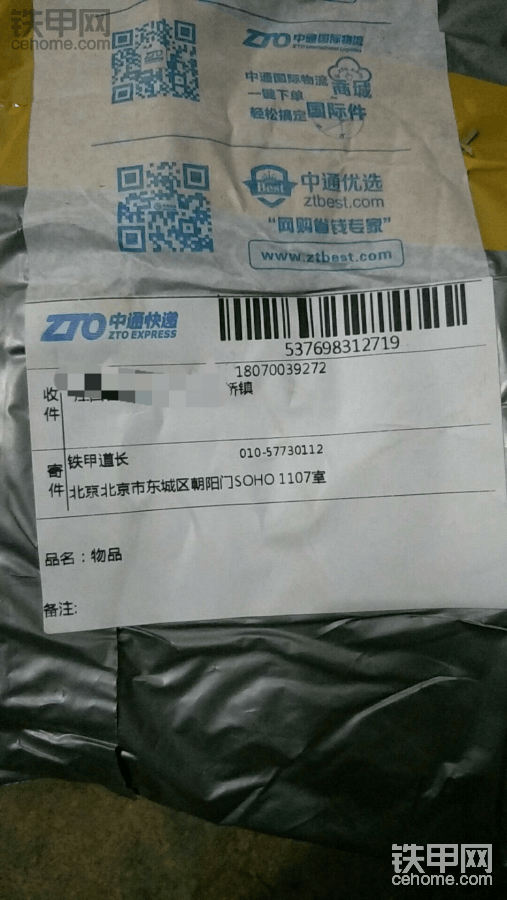 铁甲网
cehome.com
ZTO 中通国际物流
ZTO International Logistics
中通国际物流
一键下单
轻松搞定
商城
国际件
Best
中通优选
ztbest.com
“网购省钱专家”
www.ztbest.com
ZTO 中通快递
ZTO EXPRESS
537698312719
18070039272
收件
桥镇
寄件
铁甲道长 010-57730112
北京北京市东城区朝阳门SOHO 1107室
品名：物品
备注:
铁甲网
cehome.com